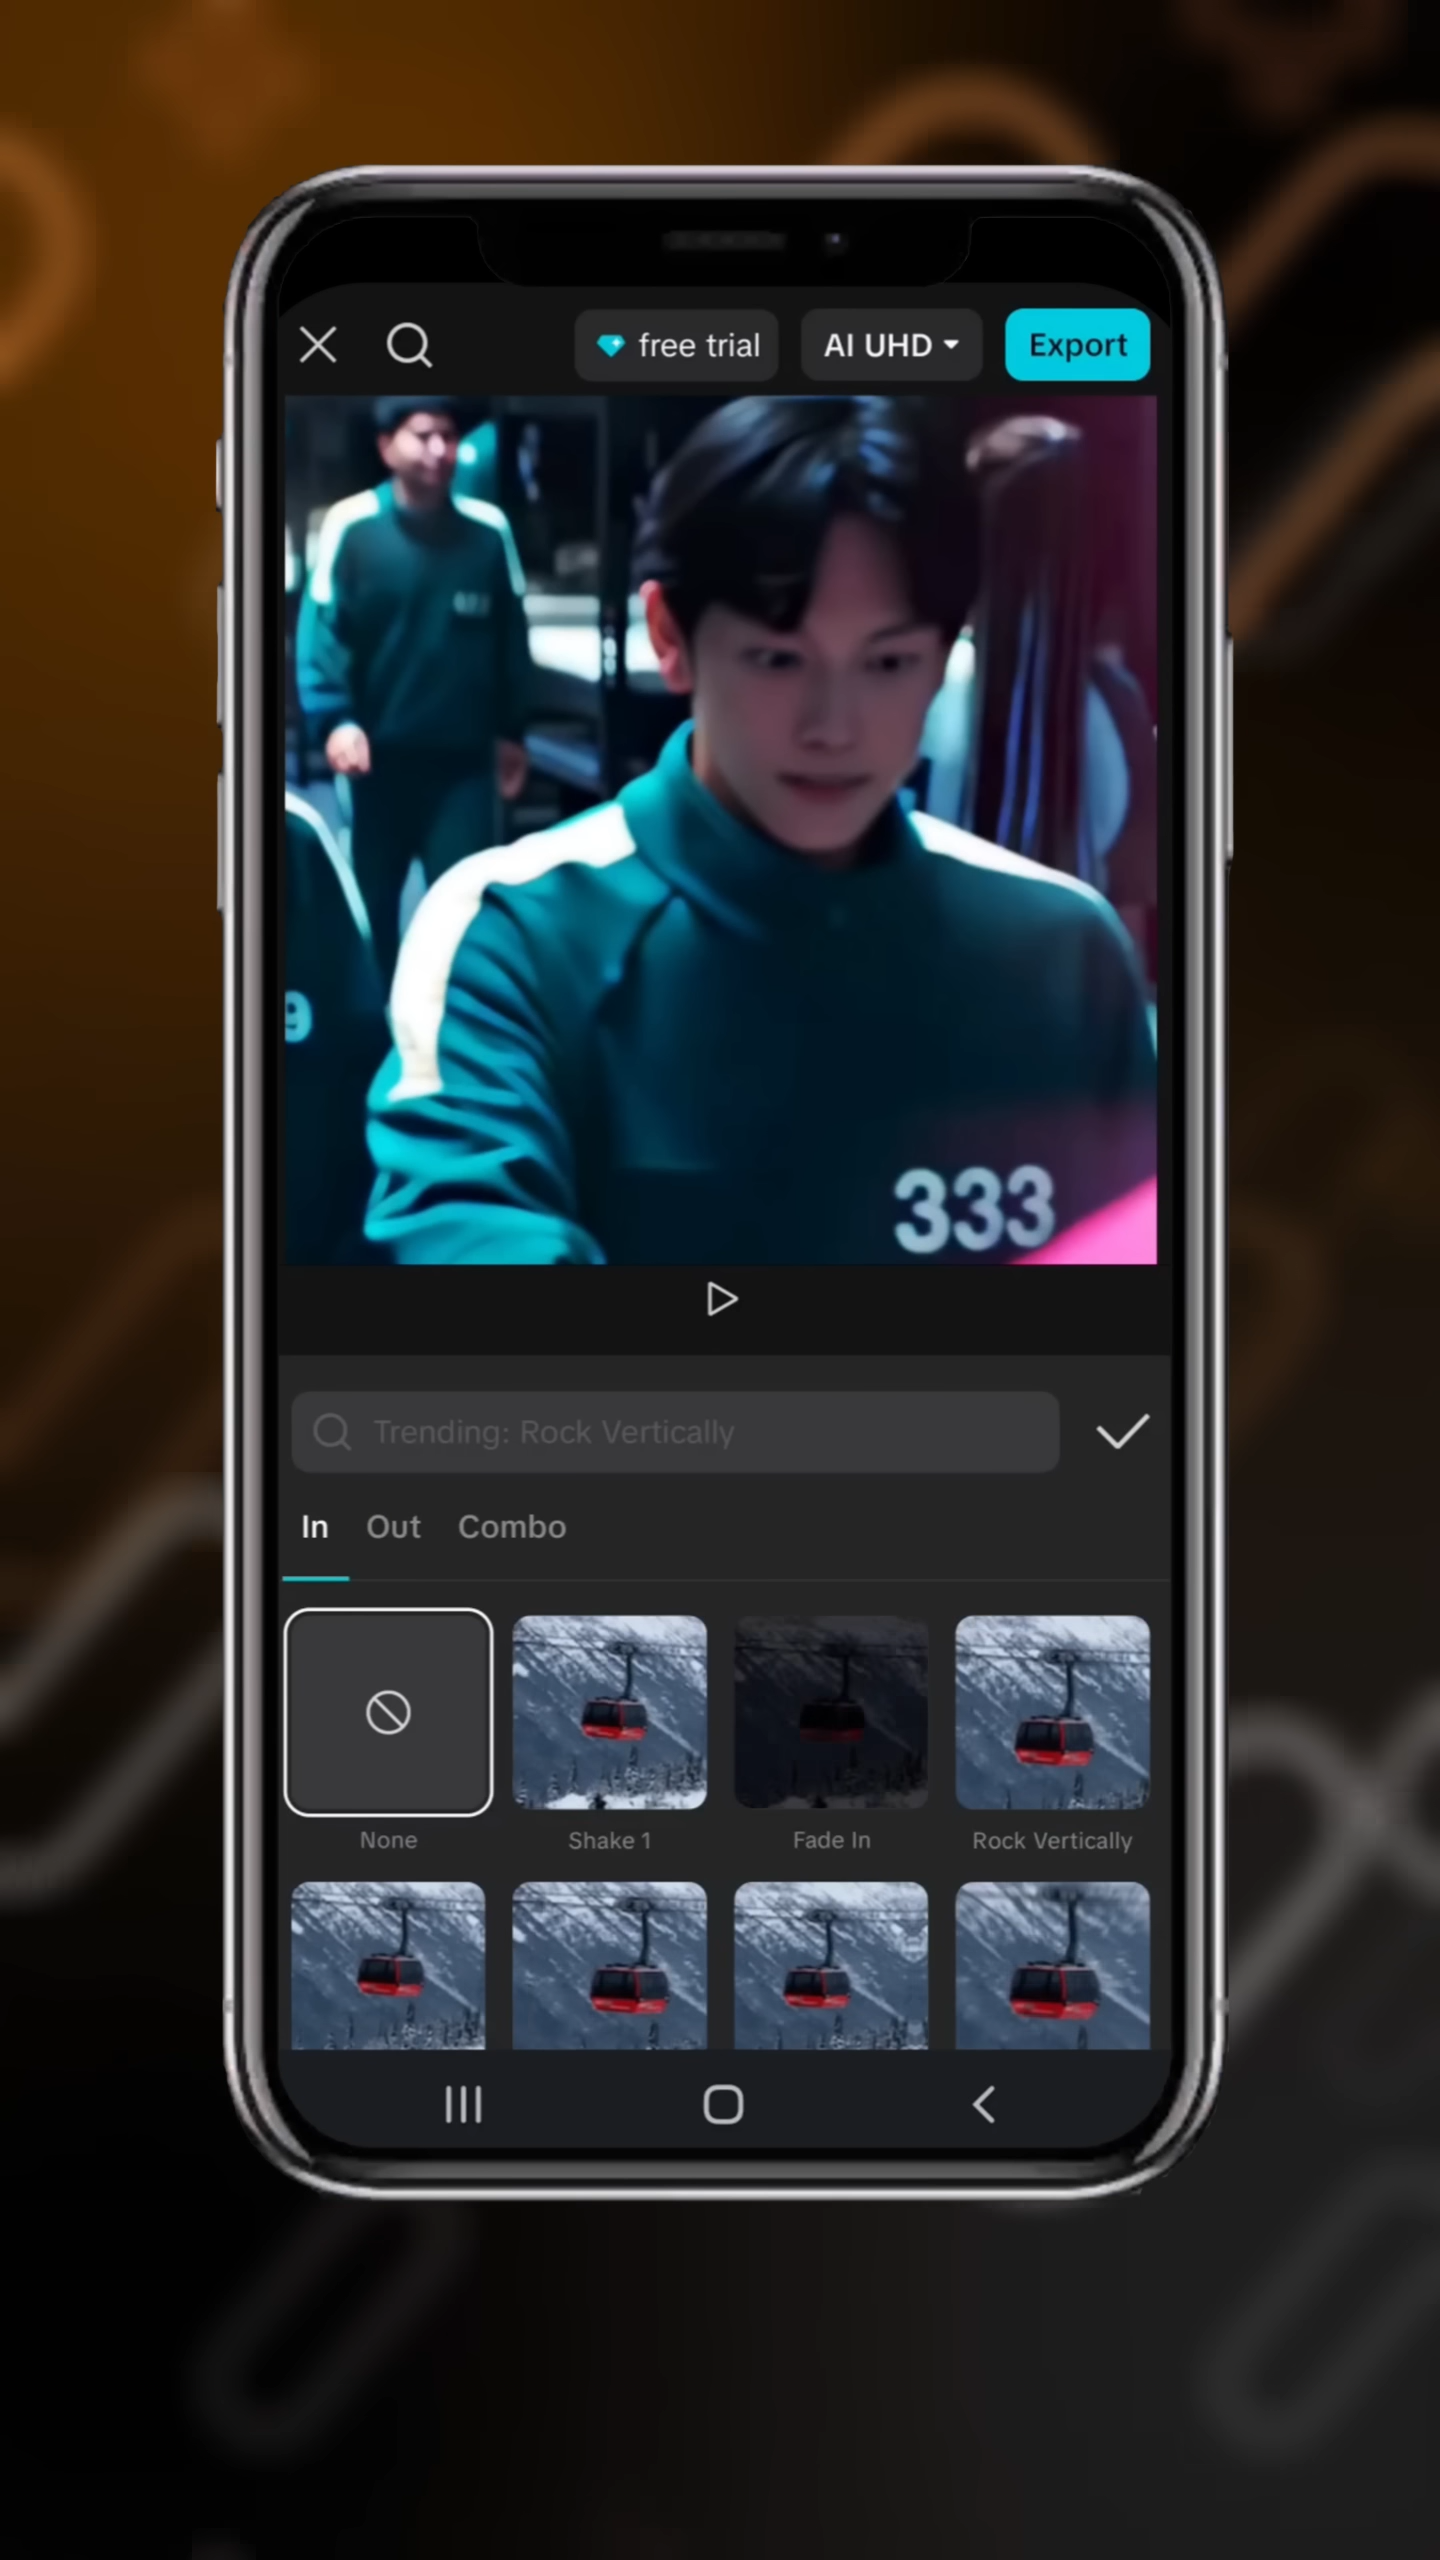 free trial
AI UHD
Export
9
333
Trending: Rock Vertically
In
Out
Combo
None
Shake 1
Fade In
Rock Vertically